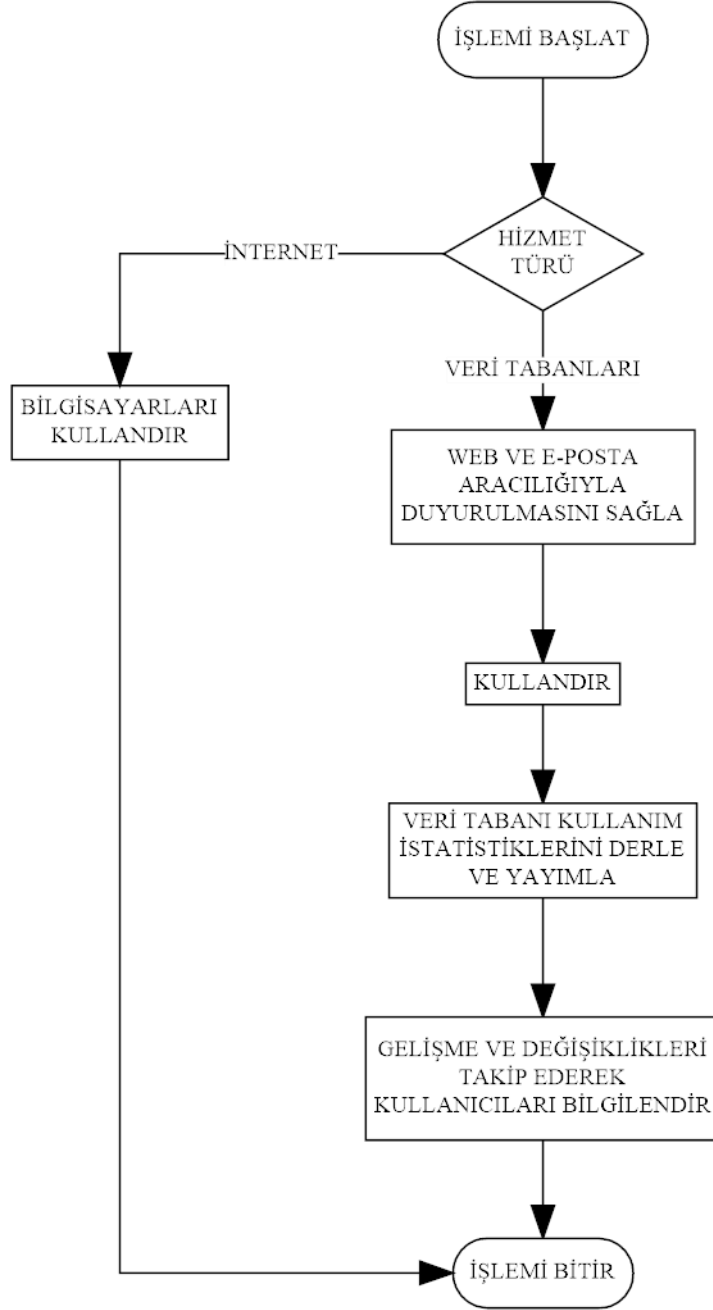 İŞLEMİ BAŞLAT
HİZMET
TÜRÜ
İNTERNET
VERİ TABANLARI
BİLGİSAYARLARI
KULLANDIR
WEB VE E-POSTA
ARACILIĞIYLA
DUYURULMASINI SAĞLA
KULLANDIR
VERİ TABANI KULLANIM
İSTATİSTİKLERİNİ DERLE
VE YAYIMLA
GELİŞME VE DEĞİŞİKLİKLERİ
TAKİP EDEREK
KULLANICILARI BİLGİLENDİR
İŞLEMİ BİTİR